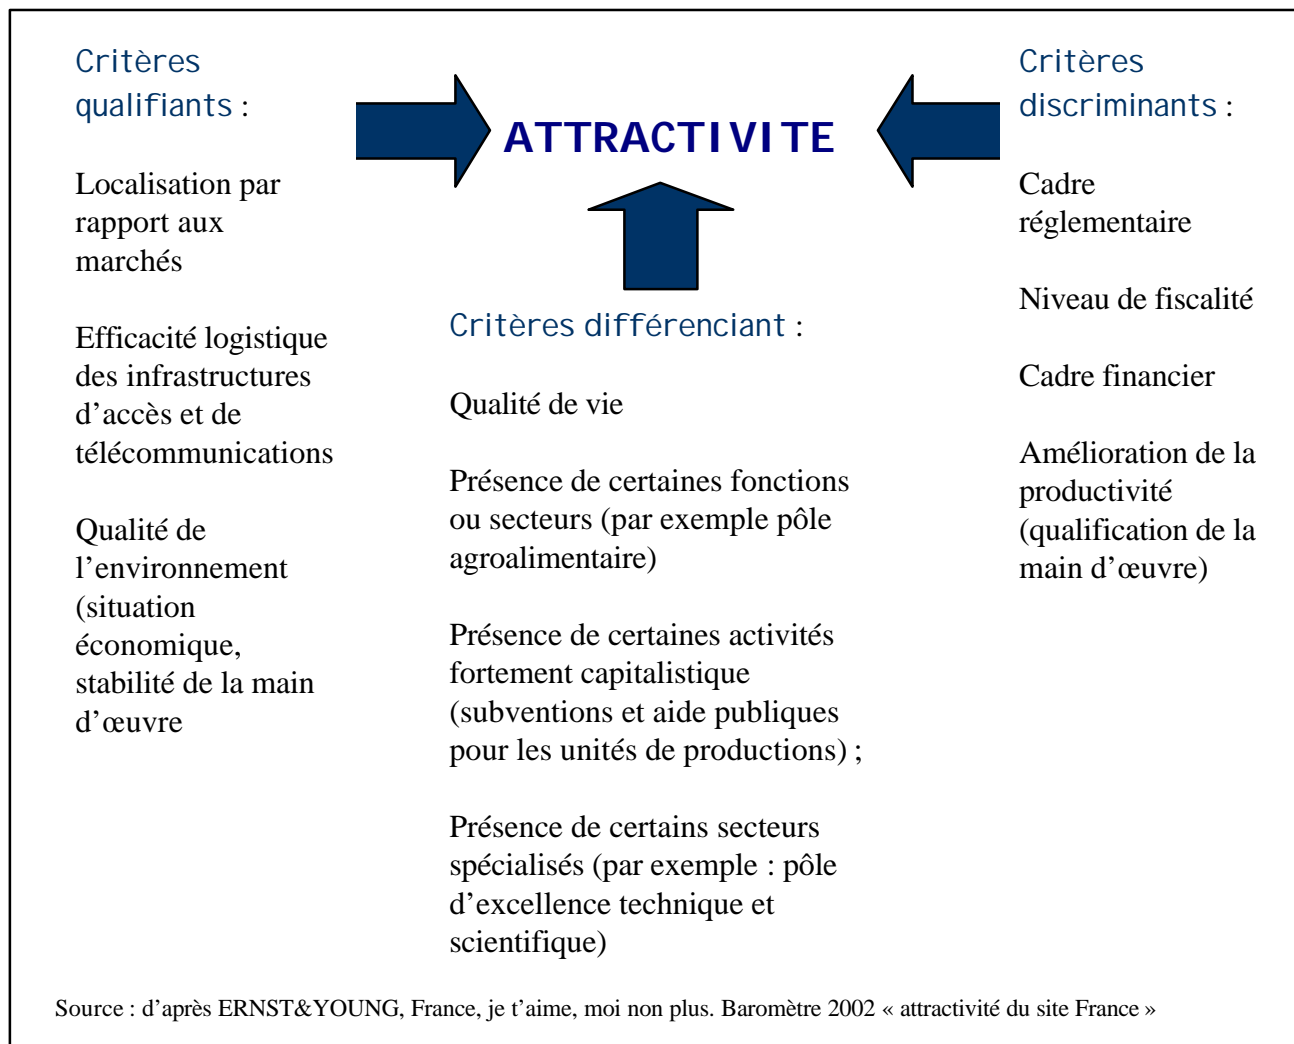 Critères
qualifiants :
Localisation par
rapport aux
marchés
Efficacité logistique
des infrastructures
d’accès et de
télécommunications
Qualité de
l’environnement
(situation
économique,
stabilité de la main
d’œuvre
ATTRACTIVITE
Critères différenciant :
Qualité de vie
Présence de certaines fonctions
ou secteurs (par exemple pôle
agroalimentaire)
Présence de certaines activités
fortement capitalistique
(subventions et aide publiques
pour les unités de productions) ;
Présence de certains secteurs
spécialisés (par exemple : pôle
d’excellence technique et
scientifique)
Critères
discriminants :
Cadre
réglementaire
Niveau de fiscalité
Cadre financier
Amélioration de la
productivité
(qualification de la
main d’œuvre)
Source : d’après ERNST&YOUNG, France, je t’aime, moi non plus. Baromètre 2002 « attractivité du site France »